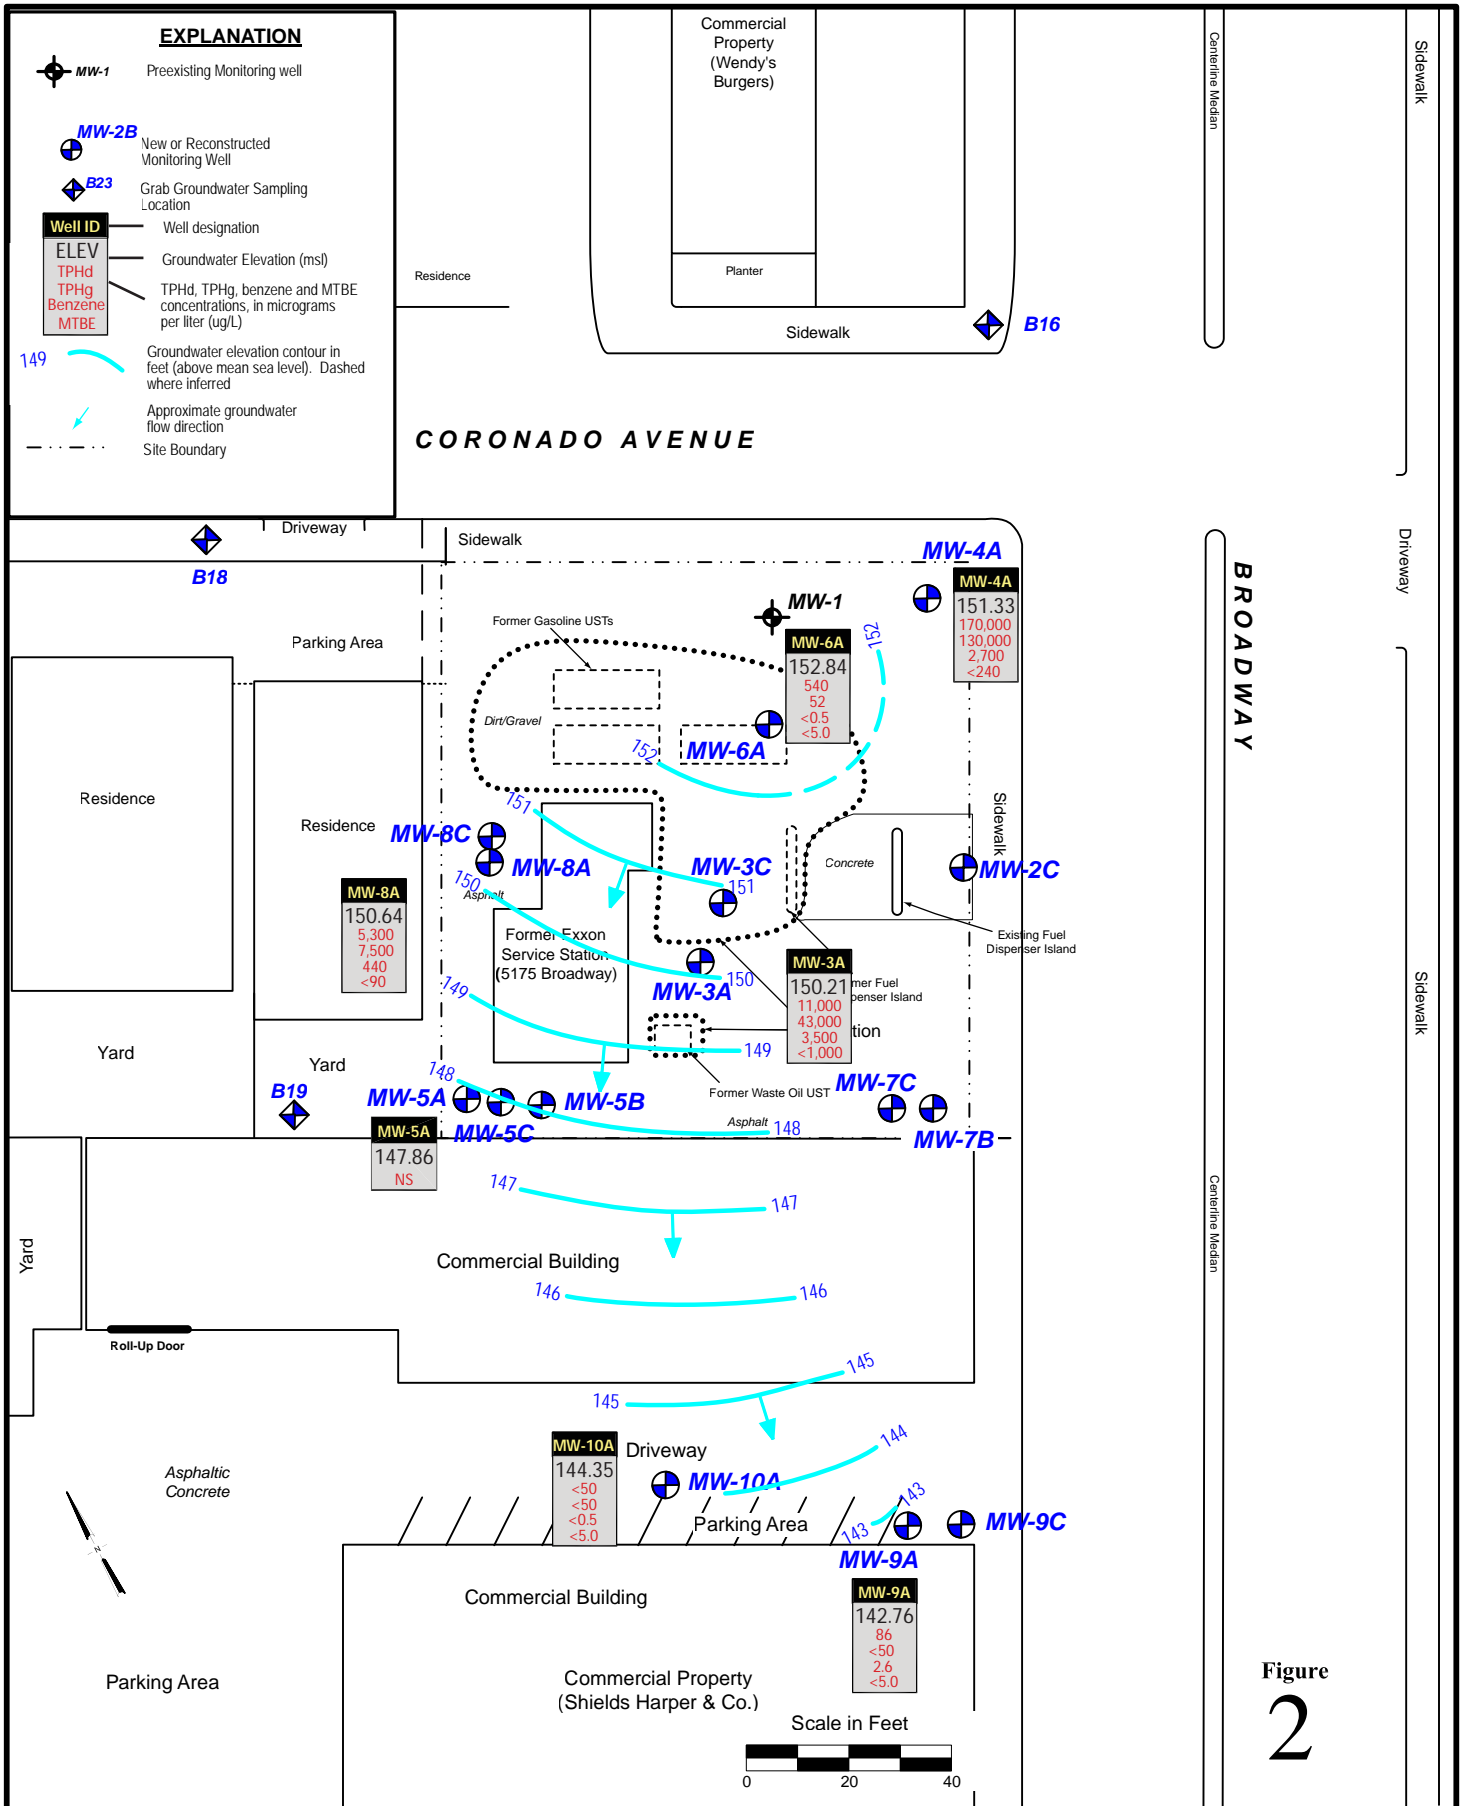 EXPLANATION
MW-1 Preexisting Monitoring well
MW-2B
New or Reconstructed
Monitoring Well
B23
Grab Groundwater Sampling
Location
Well ID
Well designation
ELEV
Groundwater Elevation (msl)
TPHd
TPHg
Benzene
MTBE
TPHd, TPHg, benzene and MTBE
concentrations, in micrograms
per liter (ug/L)
149
Groundwater elevation contour in
feet (above mean sea level). Dashed
where inferred
Approximate groundwater
flow direction
Site Boundary
Commercial
Property
(Wendy's
Burgers)
Planter
Sidewalk
B16
Residence
Centerline Median
Sidewalk
CORONADO AVENUE
Driveway
Sidewalk
B18
Parking Area
Residence
Residence
MW-4A
MW-4A
151.33
170,000
130,000
2,700
<240
MW-1
Former Gasoline USTs
MW-6A
152.84
540
52
<0.5
<5.0
152
Dirt/Gravel
152
MW-6A
BROADWAY
Driveway
Sidewalk
151
MW-8C
MW-8A
MW-3C
151
Concrete
Sidewalk
MW-2C
150
Asphalt
MW-8A
150.64
5,300
7,500
440
<90
Former Exxon
Service Station
(5175 Broadway)
Existing Fuel
Dispenser Island
MW-3A
150
MW-3A
150.21
11,000
43,000
3,500
<1,000
mer Fuel
penser Island
tion
149
149
Yard
Yard
148
B19
MW-5A
MW-5B
MW-5C
Former Waste Oil UST
MW-7C
MW-7B
Asphalt
148
MW-5A
147.86
NS
147
147
Yard
Commercial Building
Centerline Median
146
146
Roll-Up Door
145
145
144
MW-10A
144.35
<50
<50
<0.5
<5.0
Driveway
MW-10A
Asphaltic
Concrete
N
Parking Area
143
143
MW-9C
MW-9A
MW-9A
142.76
86
<50
2.6
<5.0
Commercial Building
Parking Area
Commercial Property
(Shields Harper & Co.)
Scale in Feet
0 20 40
Figure
2